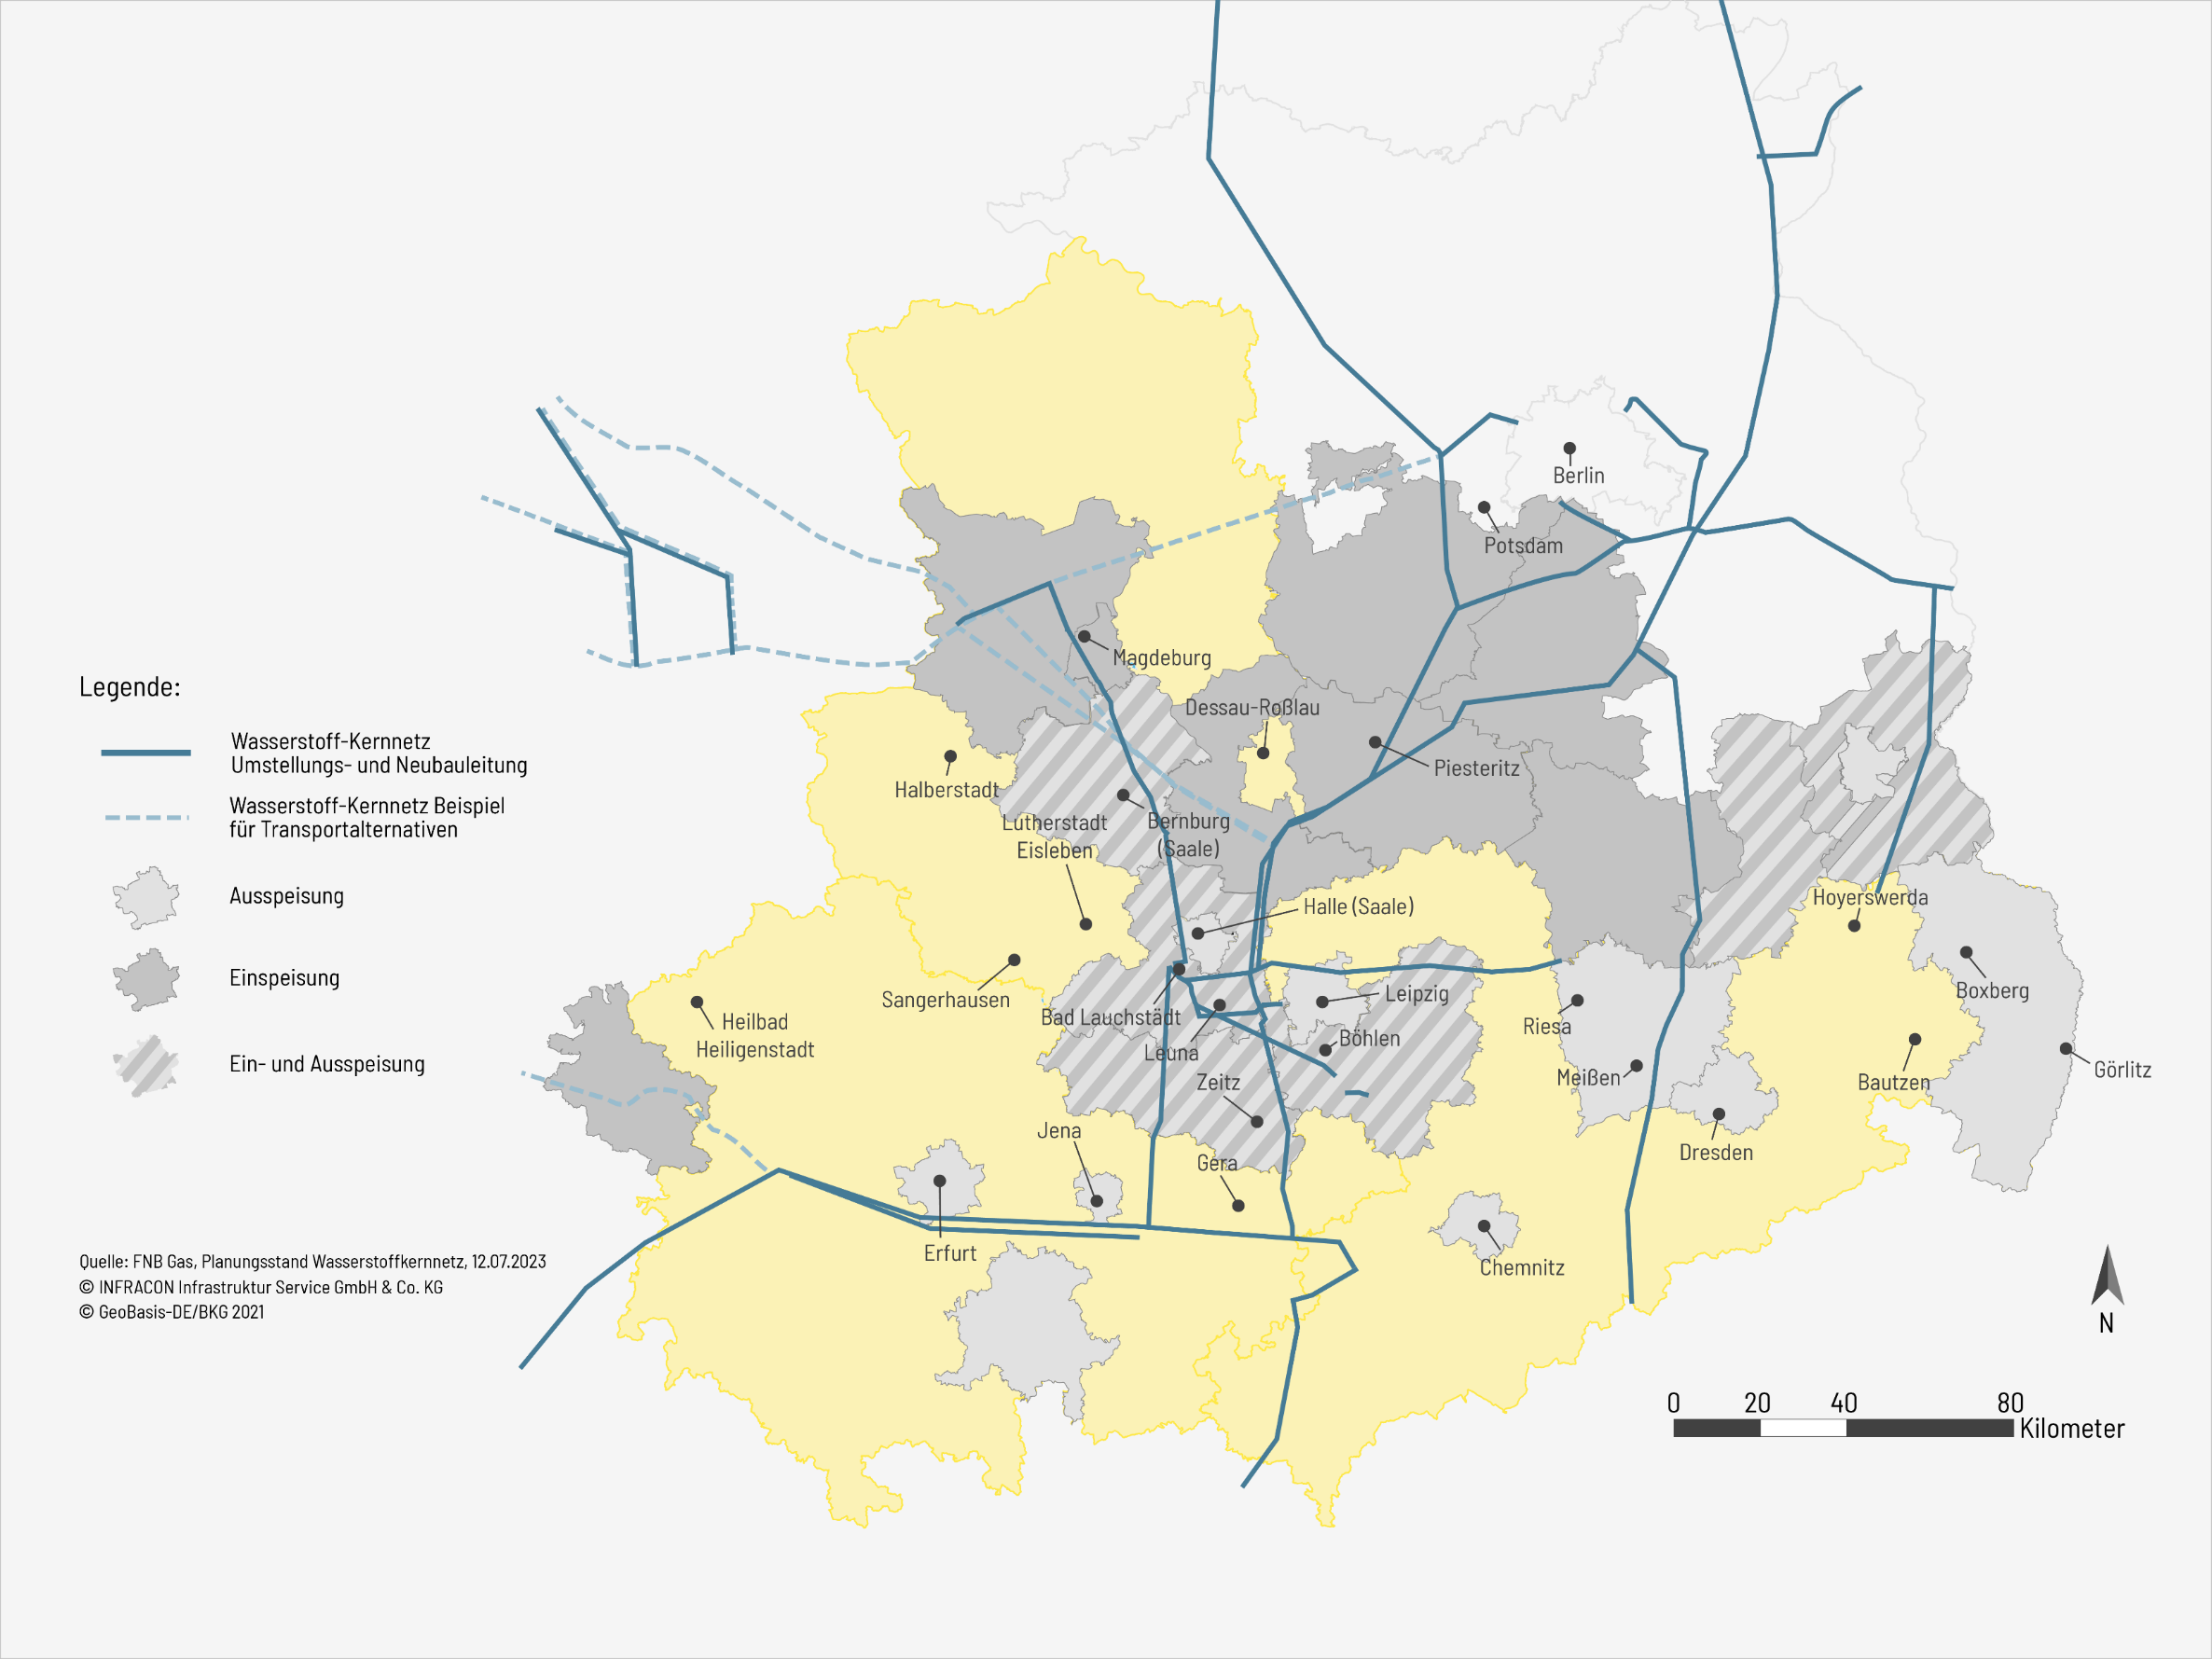 Berlin
Potsdam
Magdeburg
Dessau-Roßlau
Halberstadt
Piesteritz
Lutherstadt
Eisleben
Bernburg
(Saale)
Halle (Saale)
Hoyerswerda
Sangerhausen
Bad Lauchstädt
Leipzig
Boxberg
Heilbad
Heiligenstadt
Leuna
Böhlen
Riesa
Zeitz
Meißen
Bautzen
Görlitz
Jena
Gera
Dresden
Erfurt
Chemnitz
Legende:
Wasserstoff-Kernnetz
Umstellungs- und Neubauleitung
Wasserstoff-Kernnetz Beispiel
für Transportalternativen
Ausspeisung
Einspeisung
Ein- und Ausspeisung
Quelle: FNB Gas, Planungsstand Wasserstoffkernnetz, 12.07.2023
© INFRACON Infrastruktur Service GmbH & Co. KG
© GeoBasis-DE/BKG 2021
N
0 20 40 80
Kilometer